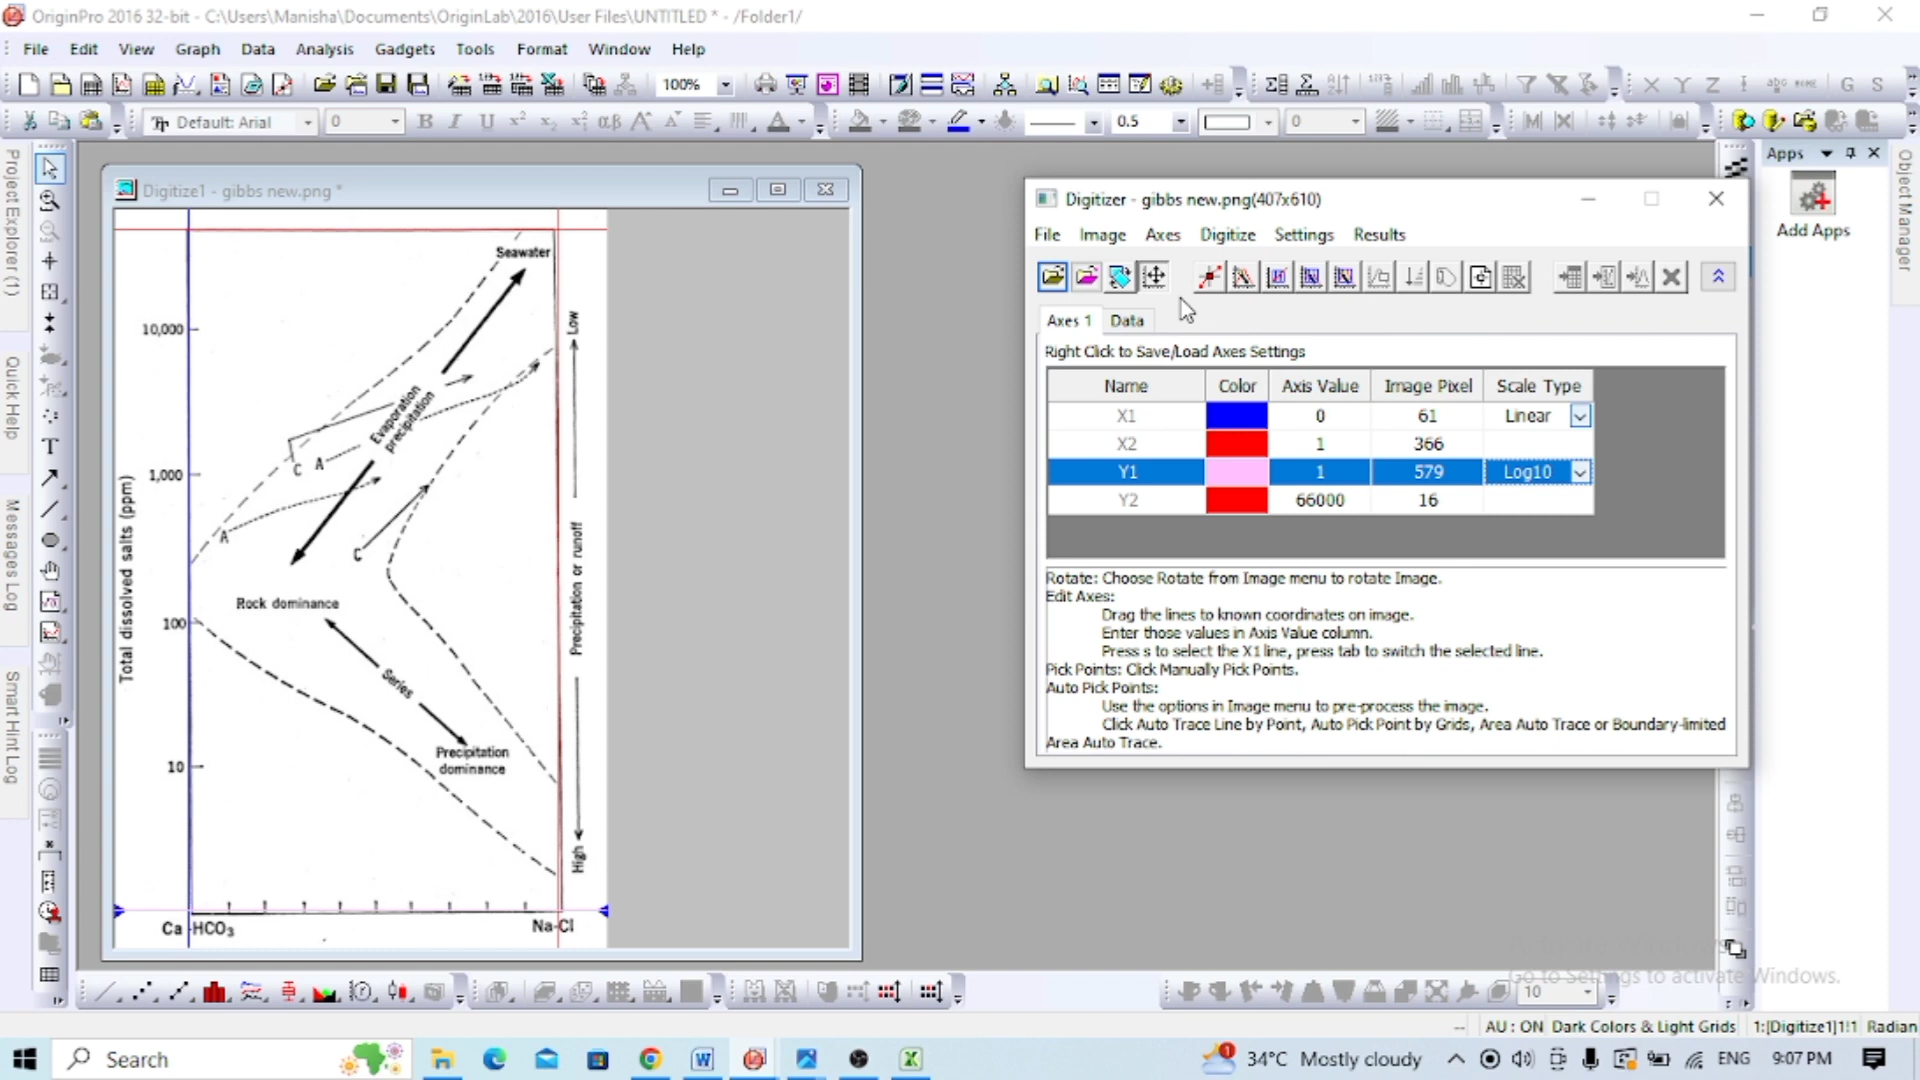 OriginPro 2016 32-bit - C:\Users\Manisha\Documents\OriginLab\2016\User Files\UNTITLED * - /Folder1/
File Edit View Graph Data Analysis Gadgets Tools Format Window Help
100%
Default: Arial 0 B I U 0.5 0
Project Explorer (1)
Quick Help
Messages Log
Smart Hint Log
Digitize1 - gibbs new.png *
Seawater
10,000
1,000
100
10
Total dissolved salts (ppm)
Evaporation
precipitation
C A
A
C
Rock dominance
Series
Precipitation
dominance
Low
Precipitation or runoff
High
Ca HCO3
Na-Cl
Digitizer - gibbs new.png(407x610)
File Image Axes Digitize Settings Results
Axes 1 Data
Right Click to Save/Load Axes Settings
Name Color Axis Value Image Pixel Scale Type
X1 0 61 Linear
X2 1 366
Y1 1 579 Log10
Y2 66000 16
Rotate: Choose Rotate from Image menu to rotate Image.
Edit Axes:
Drag the lines to known coordinates on image.
Enter those values in Axis Value column.
Press s to select the X1 line, press tab to switch the selected line.
Pick Points: Click Manually Pick Points.
Auto Pick Points:
Use the options in Image menu to pre-process the image.
Click Auto Trace Line by Point, Auto Pick Point by Grids, Area Auto Trace or Boundary-limited
Area Auto Trace.
Apps
Add Apps
Object Manager
Go to Settings to activate Windows.
10
-- AU : ON Dark Colors & Light Grids 1:[Digitize1]1!1 Radian
Search
34°C Mostly cloudy
ENG 9:07 PM